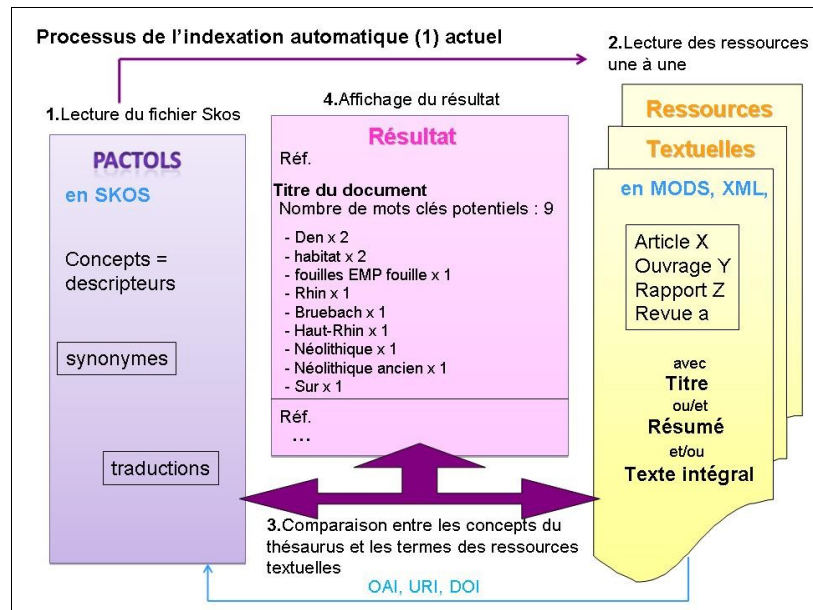 Processus de l'indexation automatique (1) actuel
2.Lecture des ressources
une à une
1.Lecture du fichier Skos
4.Affichage du résultat
PACTOLS
en SKOS
Concepts =
descripteurs
synonymes
traductions
Résultat
Réf.
Titre du document
Nombre de mots clés potentiels : 9
- Den x 2
- habitat x 2
- fouilles EMP fouille x 1
- Rhin x 1
- Bruebach x 1
- Haut-Rhin x 1
- Néolithique x 1
- Néolithique ancien x 1
- Sur x 1
Réf.
...
Ressources
Textuelles
en MODS, XML,
Article X
Ouvrage Y
Rapport Z
Revue a
avec
Titre
ou/et
Résumé
et/ou
Texte intégral
3.Comparaison entre les concepts du
thésaurus et les termes des ressources
textuelles
OAI, URI, DOI